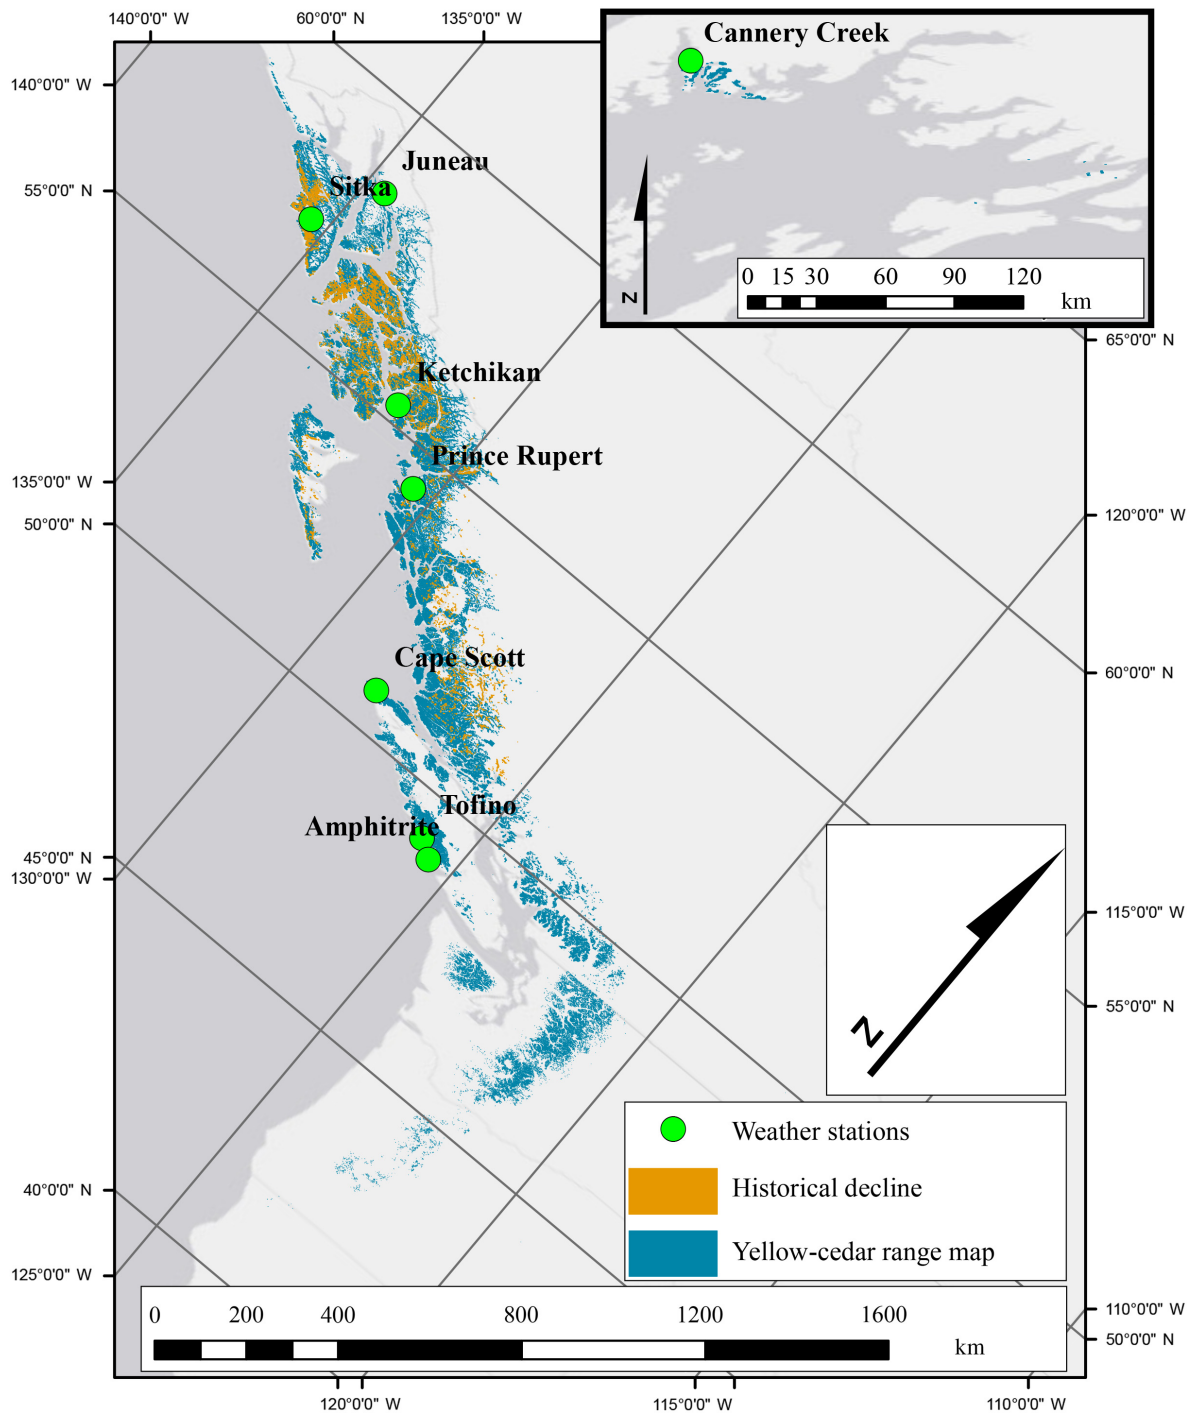 140°0'0" W
60°0'0" N
135°0'0" W
Cannery Creek
140°0'0" W
Juneau
55°0'0" N
Sitka
0 15 30 60 90 120
km
N
65°0'0" N
Ketchikan
Prince Rupert
135°0'0" W
120°0'0" W
50°0'0" N
Cape Scott
60°0'0" N
Tofino
Amphitrite
45°0'0" N
130°0'0" W
115°0'0" W
55°0'0" N
N
Weather stations
Historical decline
40°0'0" N
Yellow-cedar range map
125°0'0" W
0 200 400 800 1200 1600
km
110°0'0" W
50°0'0" N
120°0'0" W
115°0'0" W
110°0'0" W